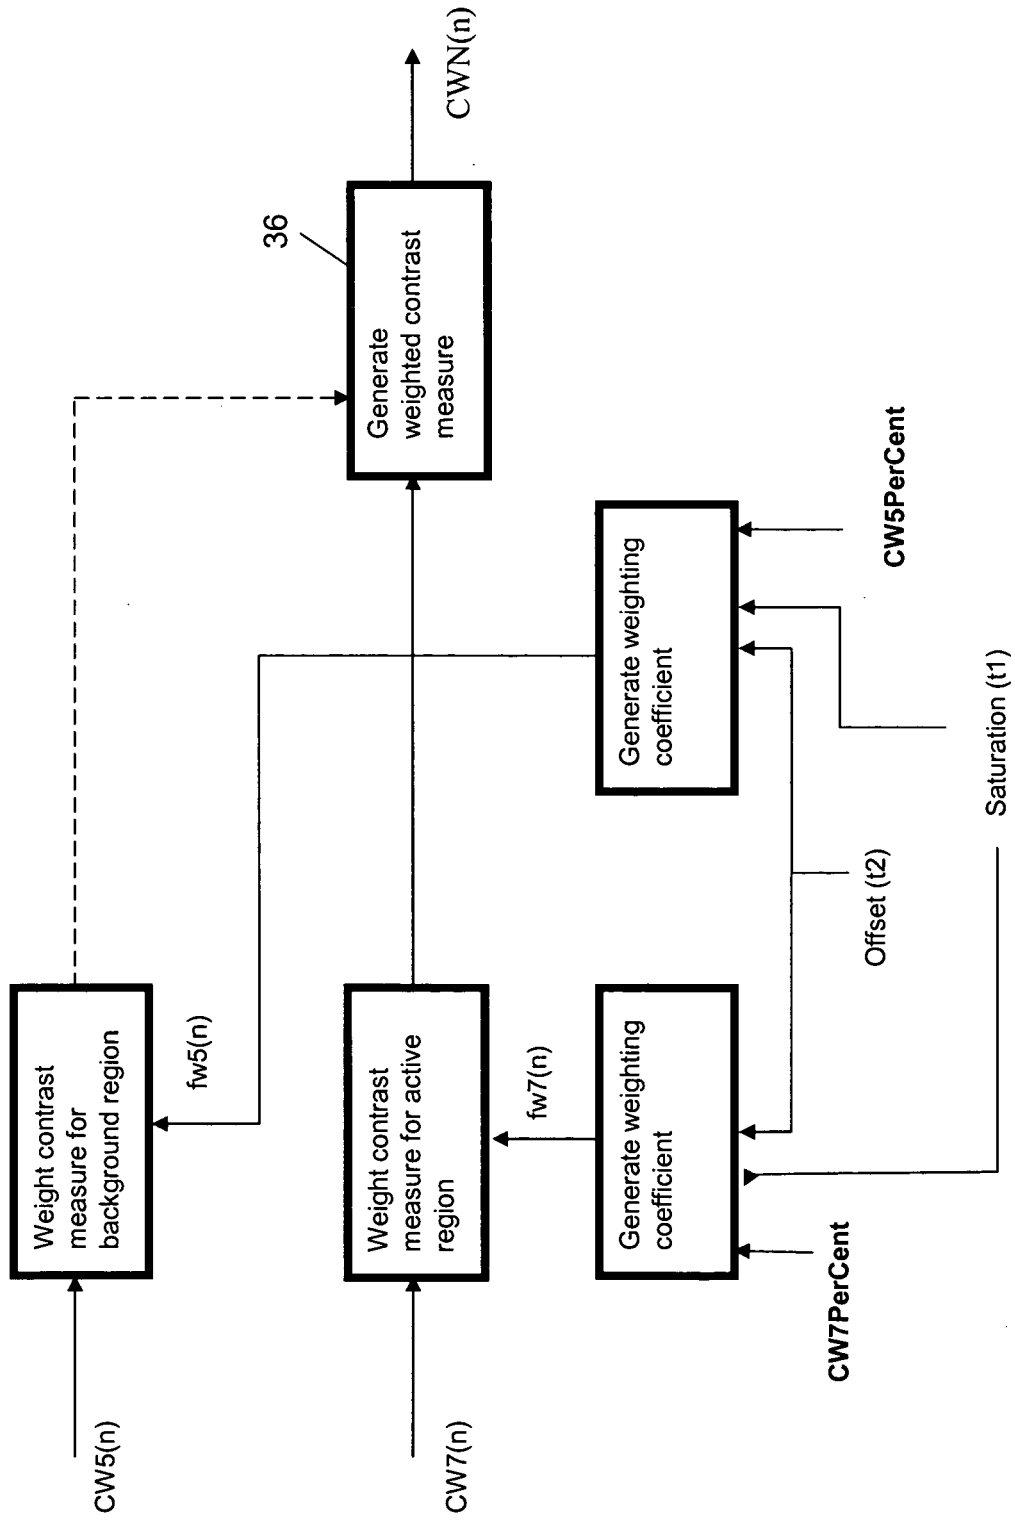 CW5(n)
Weight contrast
measure for
background region
fw5(n)
CW7(n)
Weight contrast
measure for active
region
fw7(n)
Generate
weighted contrast
measure
36
CWN(n)
Generate weighting
coefficient
Generate weighting
coefficient
CW7PerCent
CW5PerCent
Offset (t2)
Saturation (t1)